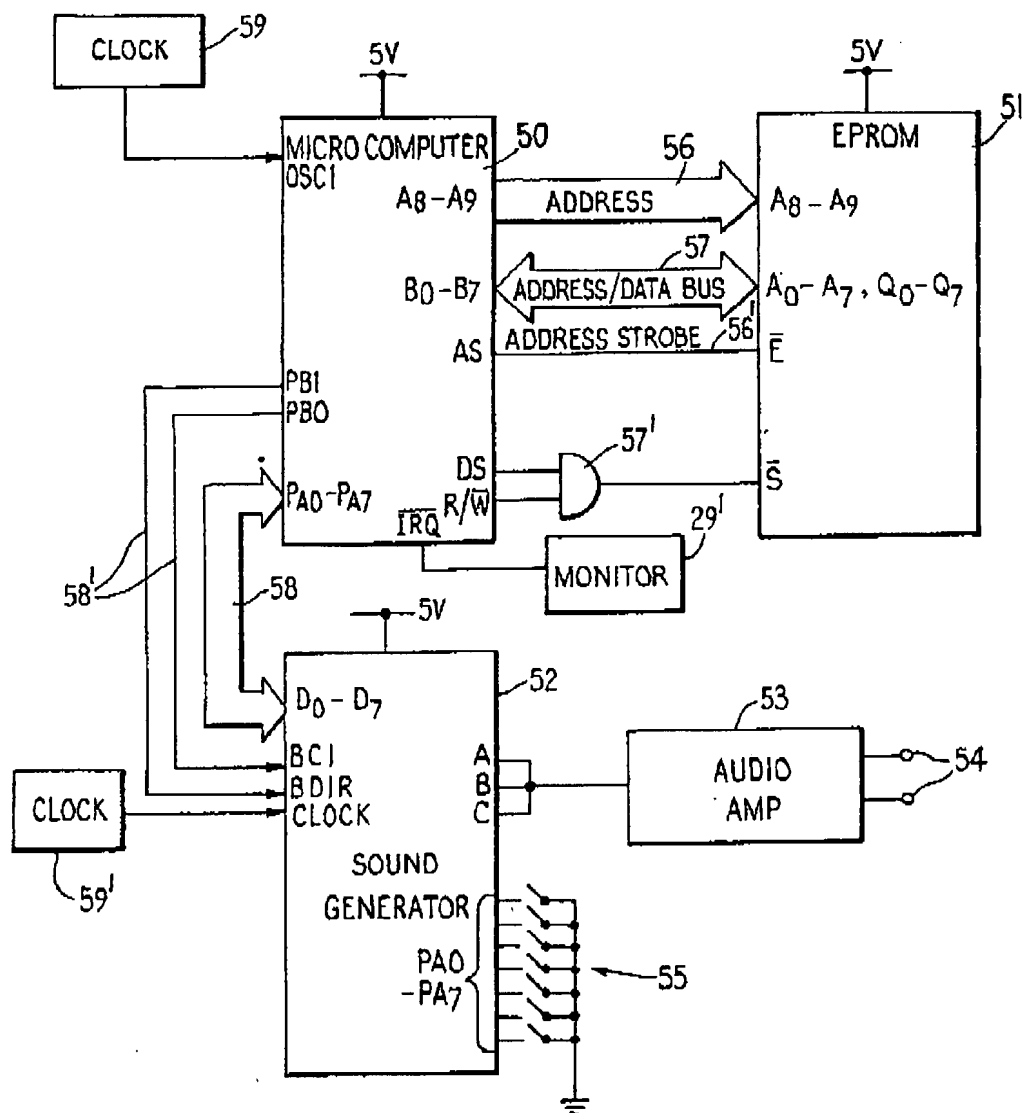 CLOCK
59
5V
5V
MICRO COMPUTER
50
OSC1
A8-A9
56
ADDRESS
EPROM
51
A8-A9
57
B0-B7
ADDRESS/DATA BUS
A0-A7, Q0-Q7
ADDRESS STROBE
56'
AS
E̅
PB1
PB0
57'
DS
S̅
PA0-PA7
R/W̅
I̅R̅Q̅
29'
MONITOR
58'
58
5V
52
D0-D7
53
BC1
A
BDIR
B
AUDIO
AMP
54
CLOCK
CLOCK
C
59'
SOUND
GENERATOR
PA0
-PA7
55